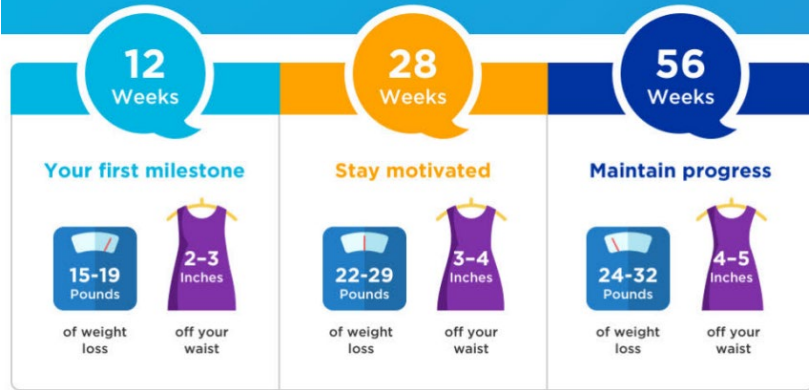 12
Weeks
Your first milestone
15-19
Pounds
of weight
loss
2–3
Inches
off your
waist
28
Weeks
Stay motivated
22-29
Pounds
of weight
loss
3–4
Inches
off your
waist
56
Weeks
Maintain progress
24-32
Pounds
of weight
loss
4–5
Inches
off your
waist